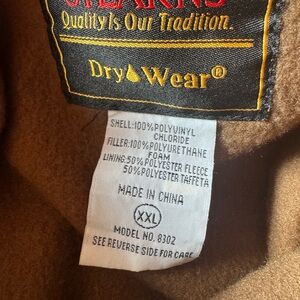 STEARNS
Quality Is Our Tradition.
Dry Wear®
SHELL:100%POLYVINYL
CHLORIDE
FILLER:100%POLYURETHANE
FOAM
LINING:50%POLYESTER FLEECE
50%POLYESTER TAFFETA
MADE IN CHINA
XXL
MODEL NO. 8302
SEE REVERSE SIDE FOR CARE